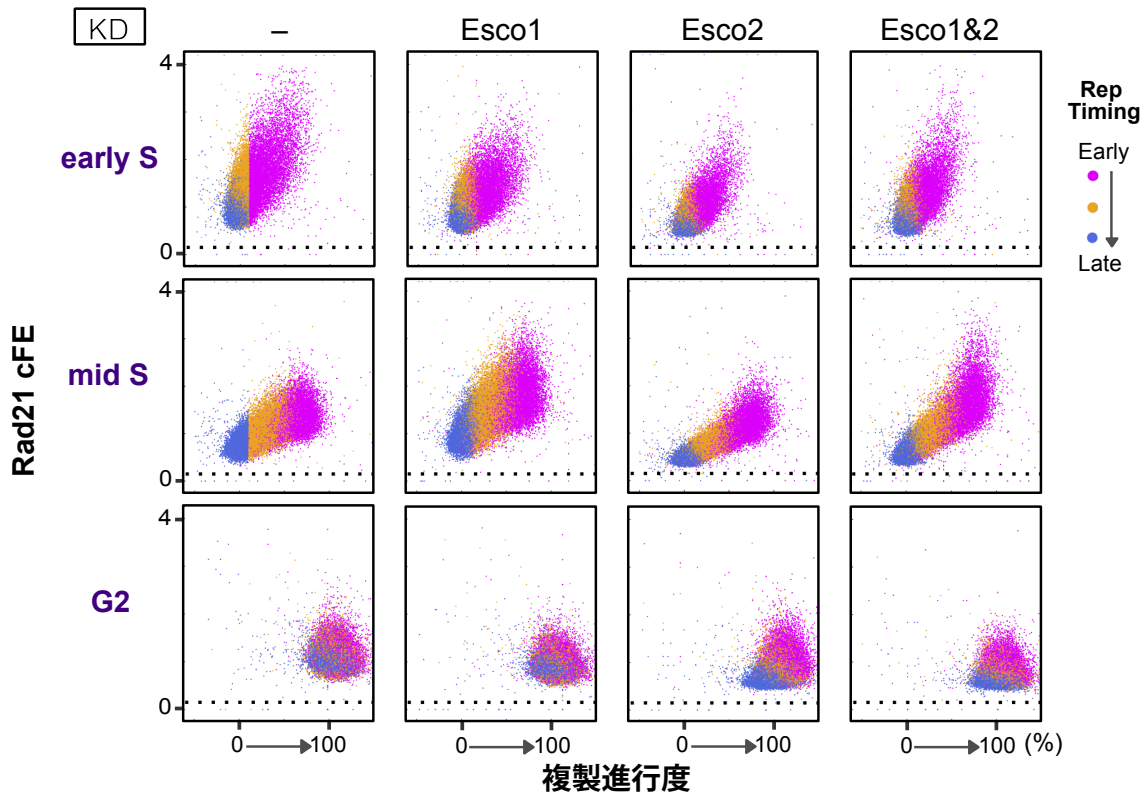 KD
–
Esco1
Esco2
Esco1&2
Rep
Timing
Early
Late
early S
mid S
G2
Rad21 cFE
4
0
4
0
4
0
0
100
0
100
0
100
0
100
(%)
複製進行度